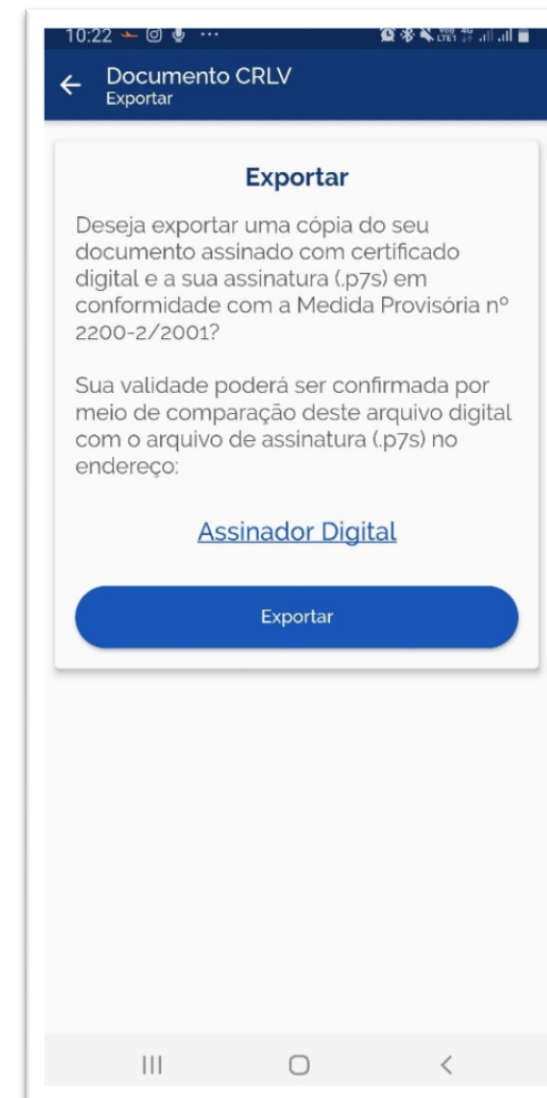 10:22
Documento CRLV
Exportar
Exportar
Deseja exportar uma cópia do seu
documento assinado com certificado
digital e a sua assinatura (.p7s) em
conformidade com a Medida Provisória nº
2200-2/2001?
Sua validade poderá ser confirmada por
meio de comparação deste arquivo digital
com o arquivo de assinatura (.p7s) no
endereço:
Assinador Digital
Exportar